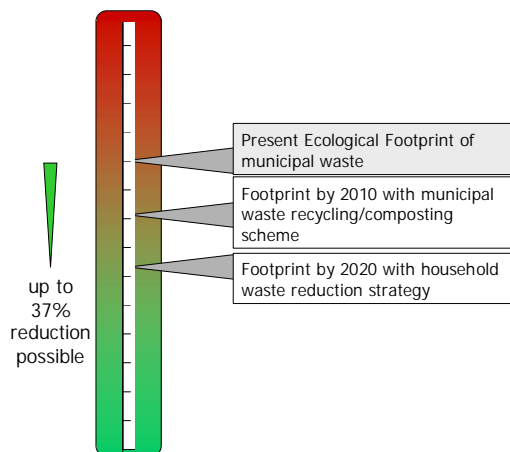 Present Ecological Footprint of
municipal waste
Footprint by 2010 with municipal
waste recycling/composting
scheme
Footprint by 2020 with household
waste reduction strategy
up to
37%
reduction
possible